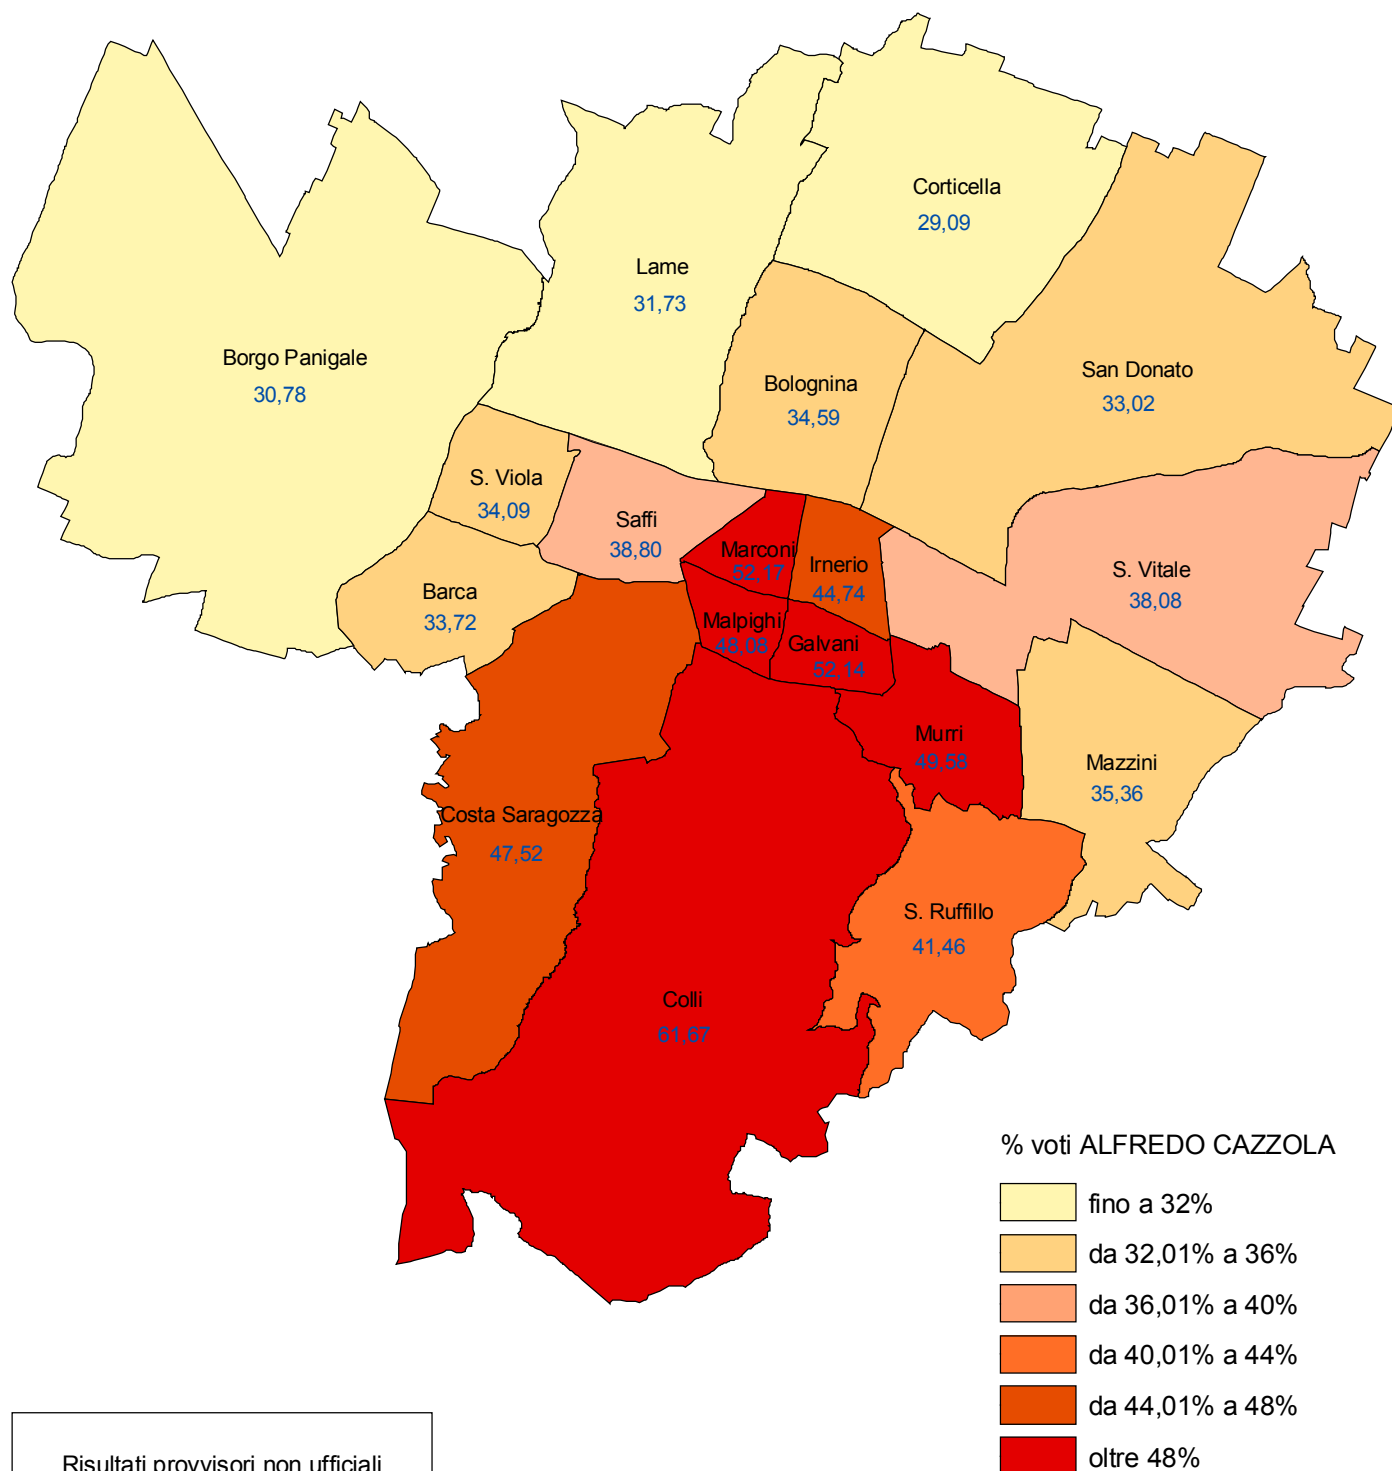 Corticella
29,09
Lame
31,73
Borgo Panigale
30,78
Bolognina
34,59
San Donato
33,02
S. Viola
34,09
Saffi
38,80
Marconi
52,17
Irnerio
44,74
S. Vitale
38,08
Barca
33,72
Malpighi
48,08
Galvani
52,14
Murri
49,58
Mazzini
35,36
Costa Saragozza
47,52
S. Ruffillo
41,46
Colli
61,67
% voti ALFREDO CAZZOLA
fino a 32%
da 32,01% a 36%
da 36,01% a 40%
da 40,01% a 44%
da 44,01% a 48%
oltre 48%
Risultati provvisori non ufficiali